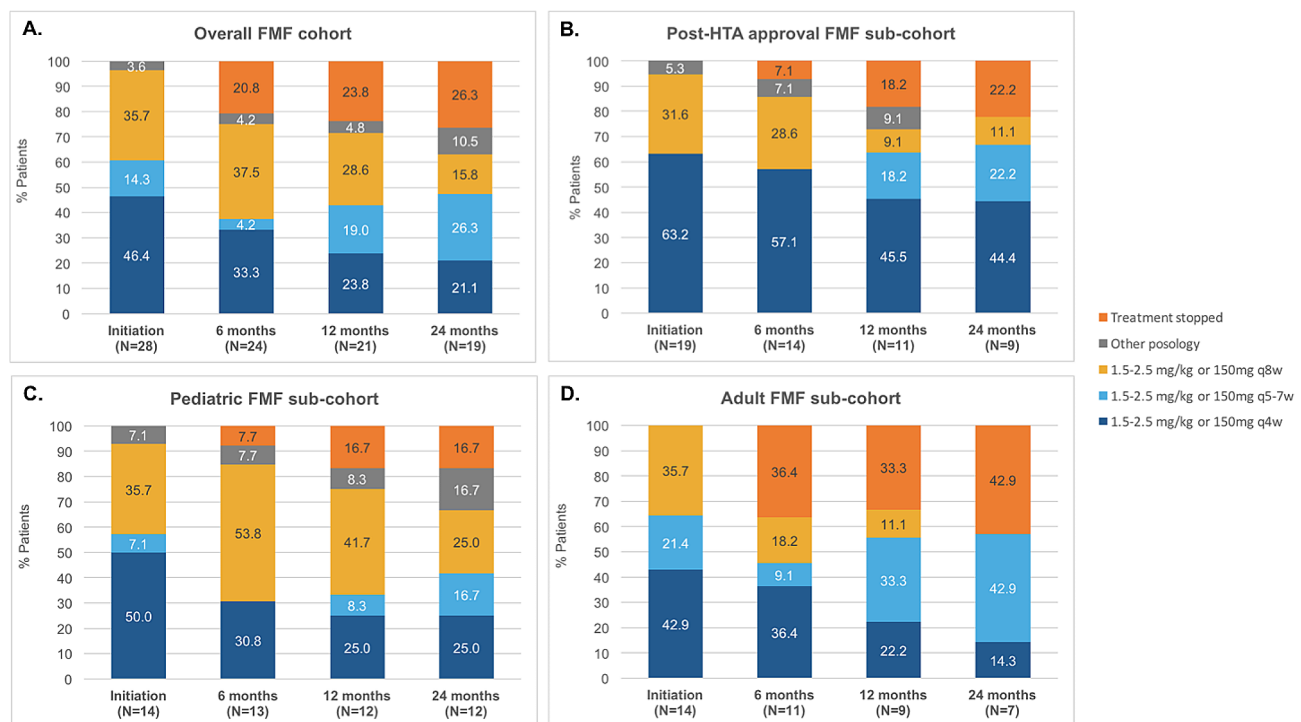 A.
Overall FMF cohort
% Patients
100
90
80
70
60
50
40
30
20
10
0
3.6
35.7
14.3
46.4
20.8
4.2
37.5
4.2
33.3
23.8
4.8
28.6
19.0
23.8
26.3
10.5
15.8
26.3
21.1
Initiation
(N=28)
6 months
(N=24)
12 months
(N=21)
24 months
(N=19)
B.
Post-HTA approval FMF sub-cohort
% Patients
100
90
80
70
60
50
40
30
20
10
0
5.3
31.6
63.2
7.1
7.1
28.6
57.1
18.2
9.1
9.1
18.2
45.5
22.2
11.1
22.2
44.4
Initiation
(N=19)
6 months
(N=14)
12 months
(N=11)
24 months
(N=9)
C.
Pediatric FMF sub-cohort
% Patients
100
90
80
70
60
50
40
30
20
10
0
7.1
35.7
7.1
50.0
7.7
7.7
53.8
30.8
16.7
8.3
41.7
8.3
25.0
16.7
16.7
25.0
16.7
25.0
Initiation
(N=14)
6 months
(N=13)
12 months
(N=12)
24 months
(N=12)
D.
Adult FMF sub-cohort
% Patients
100
90
80
70
60
50
40
30
20
10
0
35.7
21.4
42.9
36.4
18.2
9.1
36.4
33.3
11.1
33.3
22.2
42.9
42.9
14.3
Initiation
(N=14)
6 months
(N=11)
12 months
(N=9)
24 months
(N=7)
Treatment stopped
Other posology
1.5-2.5 mg/kg or 150mg q8w
1.5-2.5 mg/kg or 150mg q5-7w
1.5-2.5 mg/kg or 150mg q4w